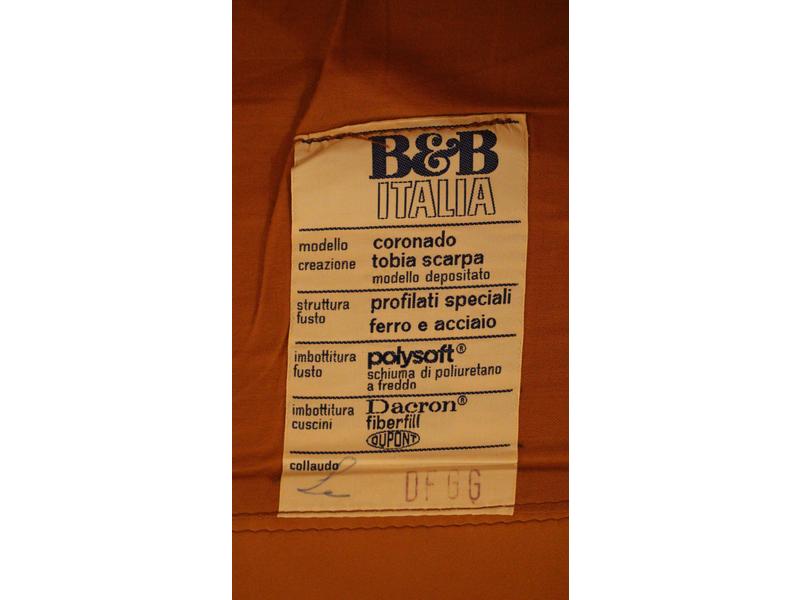 B&B
ITALIA
modello coronado
creazione tobia scarpa
modello depositato
struttura fusto profilati speciali
ferro e acciaio
imbottitura fusto polysoft®
schiuma di poliuretano
a freddo
imbottitura cuscini Dacron®
fiberfill
DUPONT
collaudo
DFGG